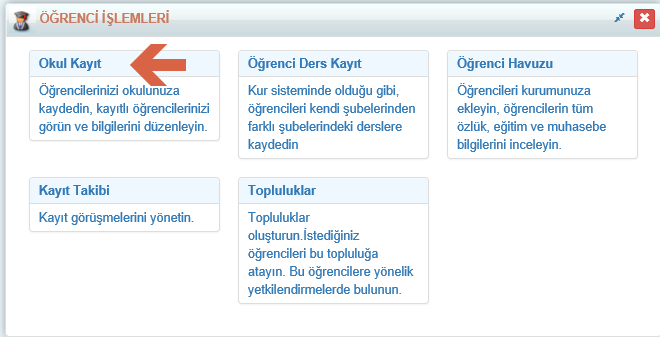 ÖĞRENCİ İŞLEMLERİ
Okul Kayıt
Öğrencilerinizi okulunuza
kaydedin, kayıtlı öğrencilerinizi
görün ve bilgilerini düzenleyin.
Öğrenci Ders Kayıt
Kur sisteminde olduğu gibi,
öğrencileri kendi şubelerinden
farklı şubelerindeki derslere
kaydedin
Öğrenci Havuzu
Öğrencileri kurumunuza
ekleyin, öğrencilerin tüm
özlük, eğitim ve muhasebe
bilgilerini inceleyin.
Kayıt Takibi
Kayıt görüşmelerini yönetin.
Topluluklar
Topluluklar
oluşturun.İstediğiniz
öğrencileri bu topluluğa
atayın. Bu öğrencilere yönelik
yetkilendirmelerde bulunun.